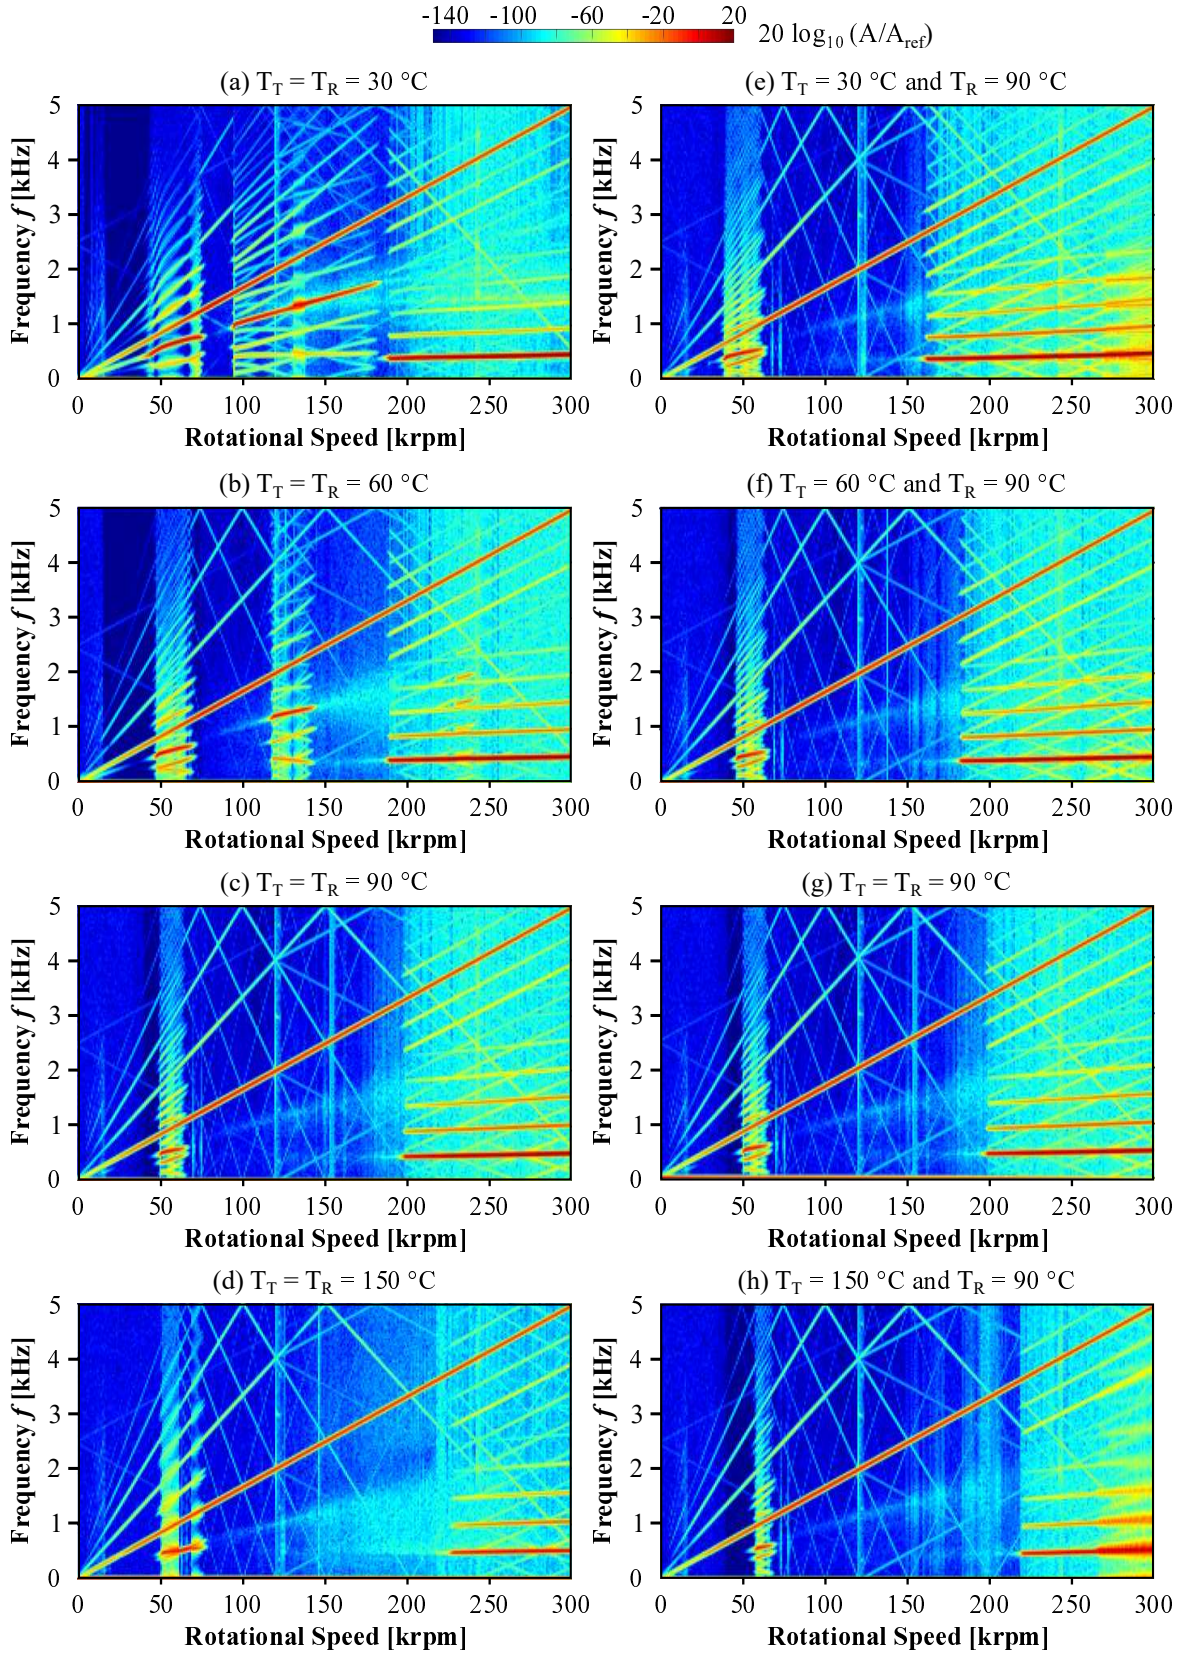 -140 -100 -60 -20 20 20 log10 (A/Aref)
(a) TT = TR = 30 °C
(e) TT = 30 °C and TR = 90 °C
Frequency f [kHz]
5
4
3
2
1
0
0 50 100 150 200 250 300
Rotational Speed [krpm]
Frequency f [kHz]
5
4
3
2
1
0
0 50 100 150 200 250 300
Rotational Speed [krpm]
(b) TT = TR = 60 °C
(f) TT = 60 °C and TR = 90 °C
Frequency f [kHz]
5
4
3
2
1
0
0 50 100 150 200 250 300
Rotational Speed [krpm]
Frequency f [kHz]
5
4
3
2
1
0
0 50 100 150 200 250 300
Rotational Speed [krpm]
(c) TT = TR = 90 °C
(g) TT = TR = 90 °C
Frequency f [kHz]
5
4
3
2
1
0
0 50 100 150 200 250 300
Rotational Speed [krpm]
Frequency f [kHz]
5
4
3
2
1
0
0 50 100 150 200 250 300
Rotational Speed [krpm]
(d) TT = TR = 150 °C
(h) TT = 150 °C and TR = 90 °C
Frequency f [kHz]
5
4
3
2
1
0
0 50 100 150 200 250 300
Rotational Speed [krpm]
Frequency f [kHz]
5
4
3
2
1
0
0 50 100 150 200 250 300
Rotational Speed [krpm]